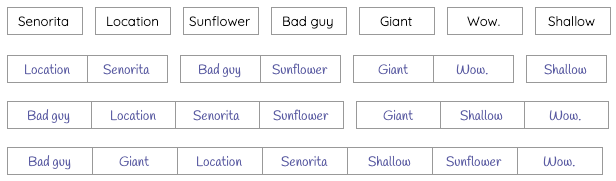 Senorita Location Sunflower Bad guy Giant Wow. Shallow
Location Senorita Bad guy Sunflower Giant Wow. Shallow
Bad guy Location Senorita Sunflower Giant Shallow Wow.
Bad guy Giant Location Senorita Shallow Sunflower Wow.